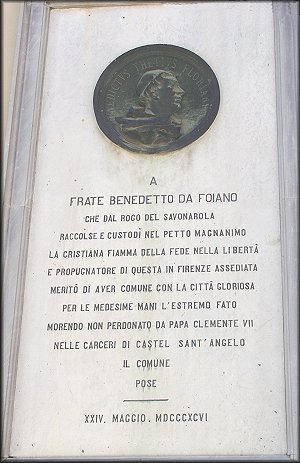 A
FRATE BENEDETTO DA FOIANO
CHE DAL ROGO DEL SAVONAROLA
RACCOLSE E CUSTODÌ NEL PETTO MAGNANIMO
LA CRISTIANA FIAMMA DELLA FEDE NELLA LIBERTÀ
E PROPUGNATORE DI QUESTA IN FIRENZE ASSEDIATA
MERITÒ DI AVER COMUNE CON LA CITTÀ GLORIOSA
PER LE MEDESIME MANI L'ESTREMO FATO
MORENDO NON PERDONATO DA PAPA CLEMENTE VII
NELLE CARCERI DI CASTEL SANT'ANGELO
IL COMUNE
POSE
XXIV. MAGGIO. MDCCCXCVI